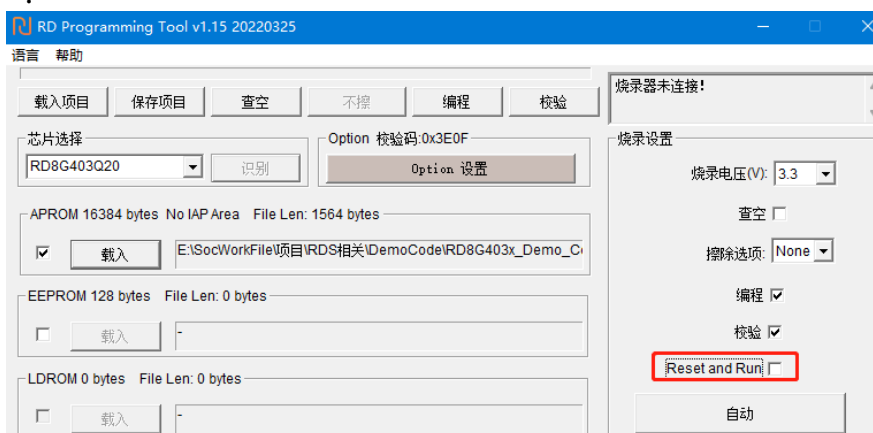 RD Programming Tool v1.15 20220325
语言 帮助
载入项目 保存项目 查空 不擦 编程 校验
烧录器未连接!
芯片选择
RD8G403Q20 识别
Option 校验码:0x3E0F
Option 设置
烧录设置
烧录电压(V): 3.3
查空
擦除选项: None
编程
校验
Reset and Run
自动
APROM 16384 bytes No IAP Area File Len: 1564 bytes
载入 E:\SocWorkFile\项目\RDS相关\DemoCode\RD8G403x_Demo_C
EEPROM 128 bytes File Len: 0 bytes
载入 -
LDROM 0 bytes File Len: 0 bytes
载入 -